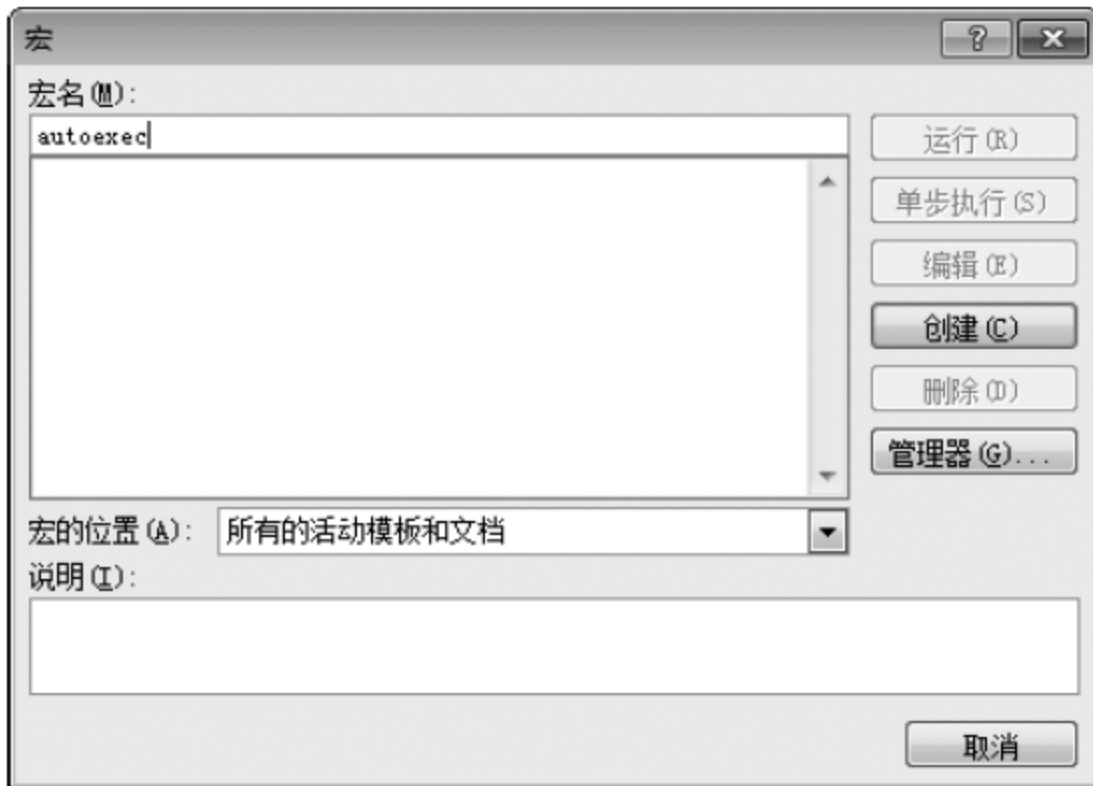 宏
宏名(M):
autoexec
运行(R)
单步执行(S)
编辑(E)
创建(C)
删除(D)
管理器(G)...
宏的位置(A): 所有的活动模板和文档
说明(I):
取消